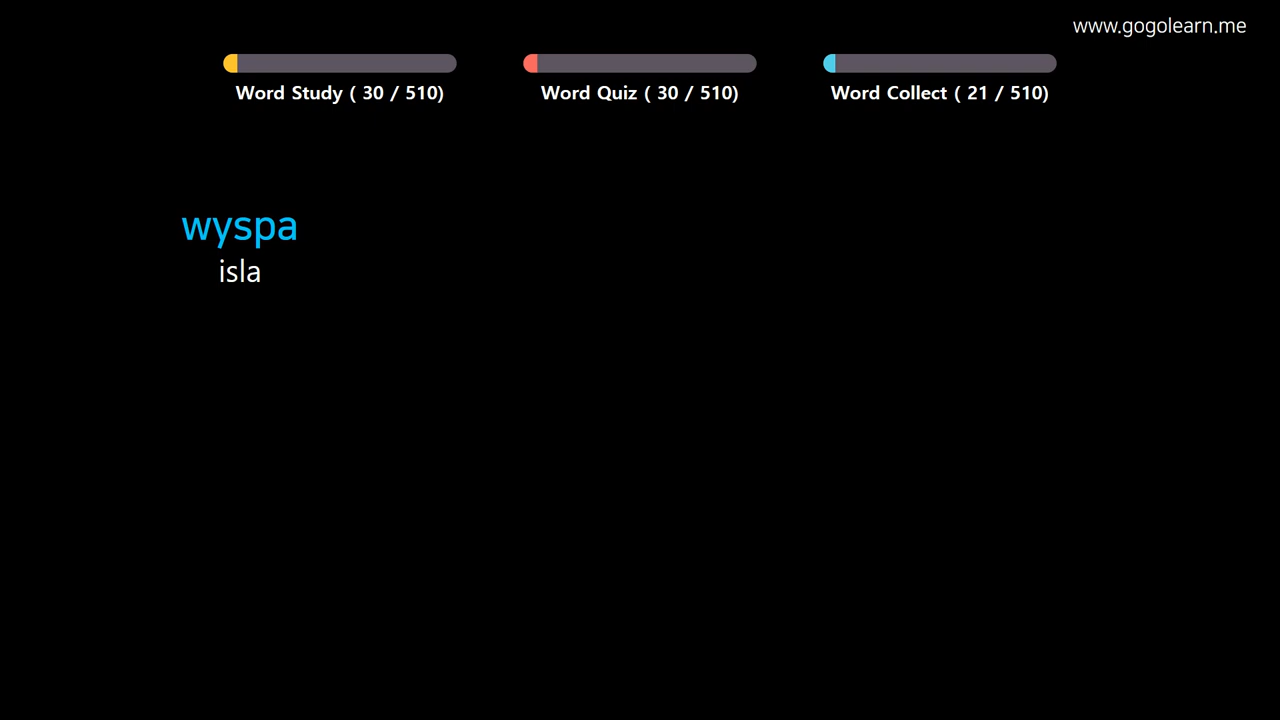 www.gogolearn.me
Word Study ( 30 / 510)
Word Quiz ( 30 / 510)
Word Collect ( 21 / 510)
wyspa
isla